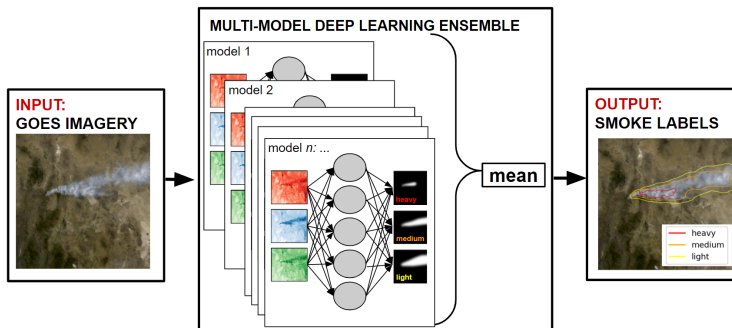 MULTI-MODEL DEEP LEARNING ENSEMBLE
model 1
model 2
model n: ...
INPUT:
GOES IMAGERY
heavy
medium
light
mean
OUTPUT:
SMOKE LABELS
heavy
medium
light